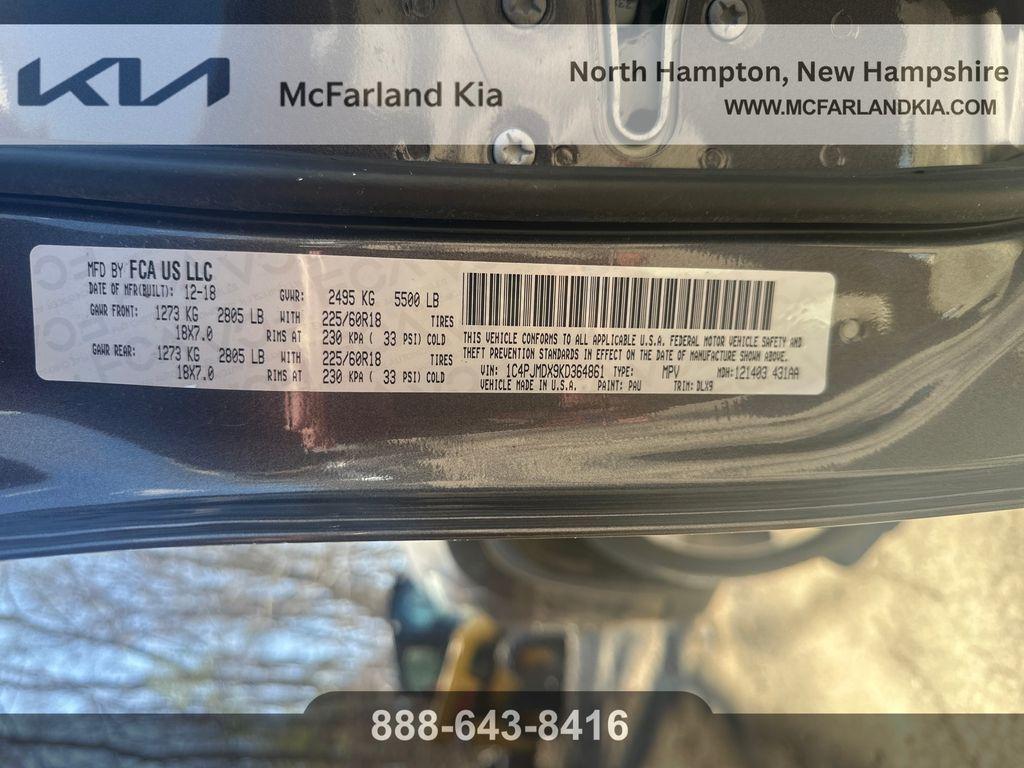 KIA
McFarland Kia
North Hampton, New Hampshire
WWW.MCFARLANDKIA.COM
MFD BY FCA US LLC
DATE OF MFR(BUILT): 12-18 GVWR: 2495 KG 5500 LB
GAWR FRONT: 1273 KG 2805 LB WITH 225/60R18 TIRES
18X7.0 RIMS AT 230 KPA ( 33 PSI) COLD
GAWR REAR: 1273 KG 2805 LB WITH 225/60R18 TIRES
18X7.0 RIMS AT 230 KPA ( 33 PSI) COLD
THIS VEHICLE CONFORMS TO ALL APPLICABLE U.S.A. FEDERAL MOTOR VEHICLE SAFETY AND
THEFT PREVENTION STANDARDS IN EFFECT ON THE DATE OF MANUFACTURE SHOWN ABOVE.
VIN: 1C4PJMDX9KD364861 TYPE: MPV MDH:121403 431AA
VEHICLE MADE IN U.S.A. PAINT: PAU TRIM: DLX9
888-643-8416